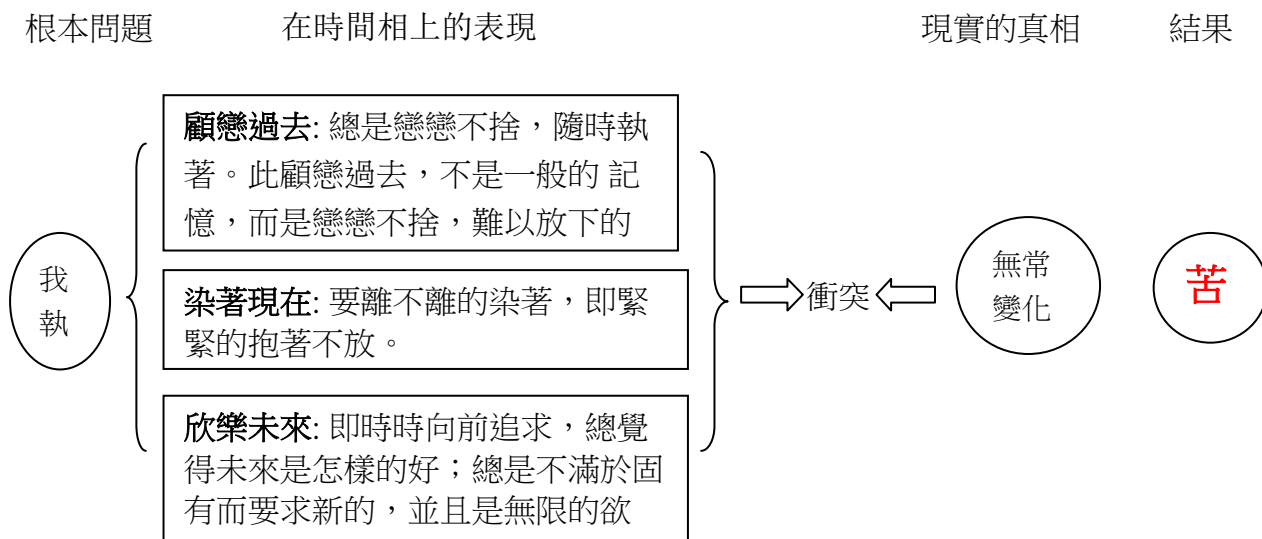 根本問題 在時間相上的表現 現實的真相 結果
我
執
顧戀過去: 總是戀戀不捨，隨時執
著。此顧戀過去，不是一般的 記
憶，而是戀戀不捨，難以放下的
染著現在: 要離不離的染著，即緊
緊的抱著不放。
欣樂未來: 即時時向前追求，總覺
得未來是怎樣的好；總是不滿於固
有而要求新的，並且是無限的欲
衝突
無常
變化
苦